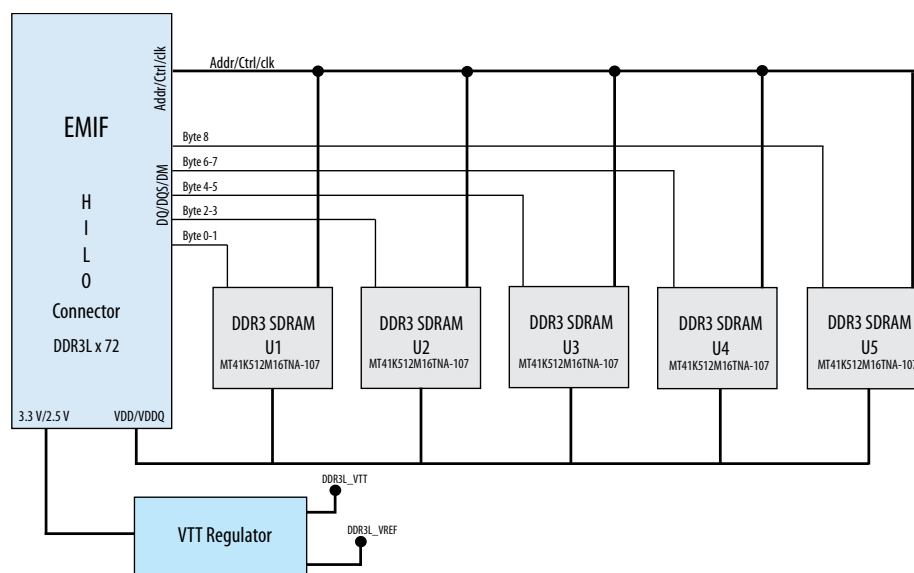 Addr/Ctrl/clk
Addr/Ctrl/clk
EMIF
Byte 8
Byte 6-7
Byte 4-5
Byte 2-3
Byte 0-1
DQ/DQS/DM
H
I
L
O
Connector
DDR3L x 72
3.3 V/2.5 V
VDD/VDDQ
DDR3 SDRAM
U1
MT41K512M16TNA-107
DDR3 SDRAM
U2
MT41K512M16TNA-107
DDR3 SDRAM
U3
MT41K512M16TNA-107
DDR3 SDRAM
U4
MT41K512M16TNA-107
DDR3 SDRAM
U5
MT41K512M16TNA-107
DDR3L_VTT
VTT Regulator
DDR3L_VREF